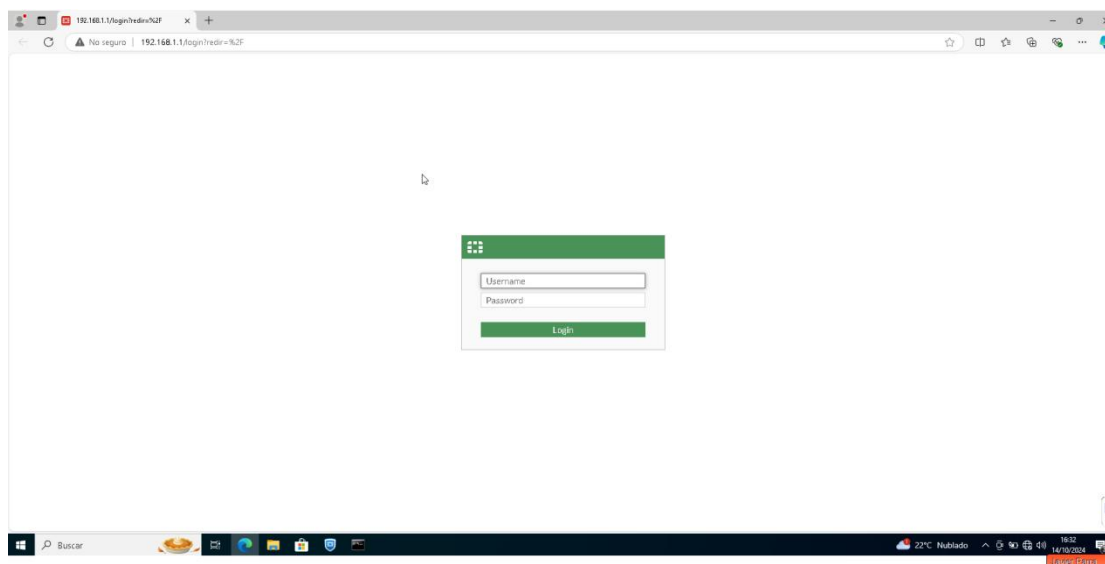 192.168.1.1/login?redir=%2F
No seguro | 192.168.1.1/login?redir=%2F
Username
Password
Login
Buscar
22°C Nublado
16:32
14/10/2024